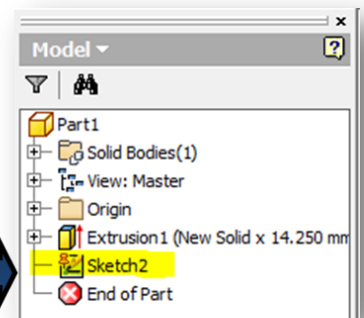 Model
Part1
Solid Bodies(1)
View: Master
Origin
Extrusion1 (New Solid x 14.250 mm
Sketch2
End of Part